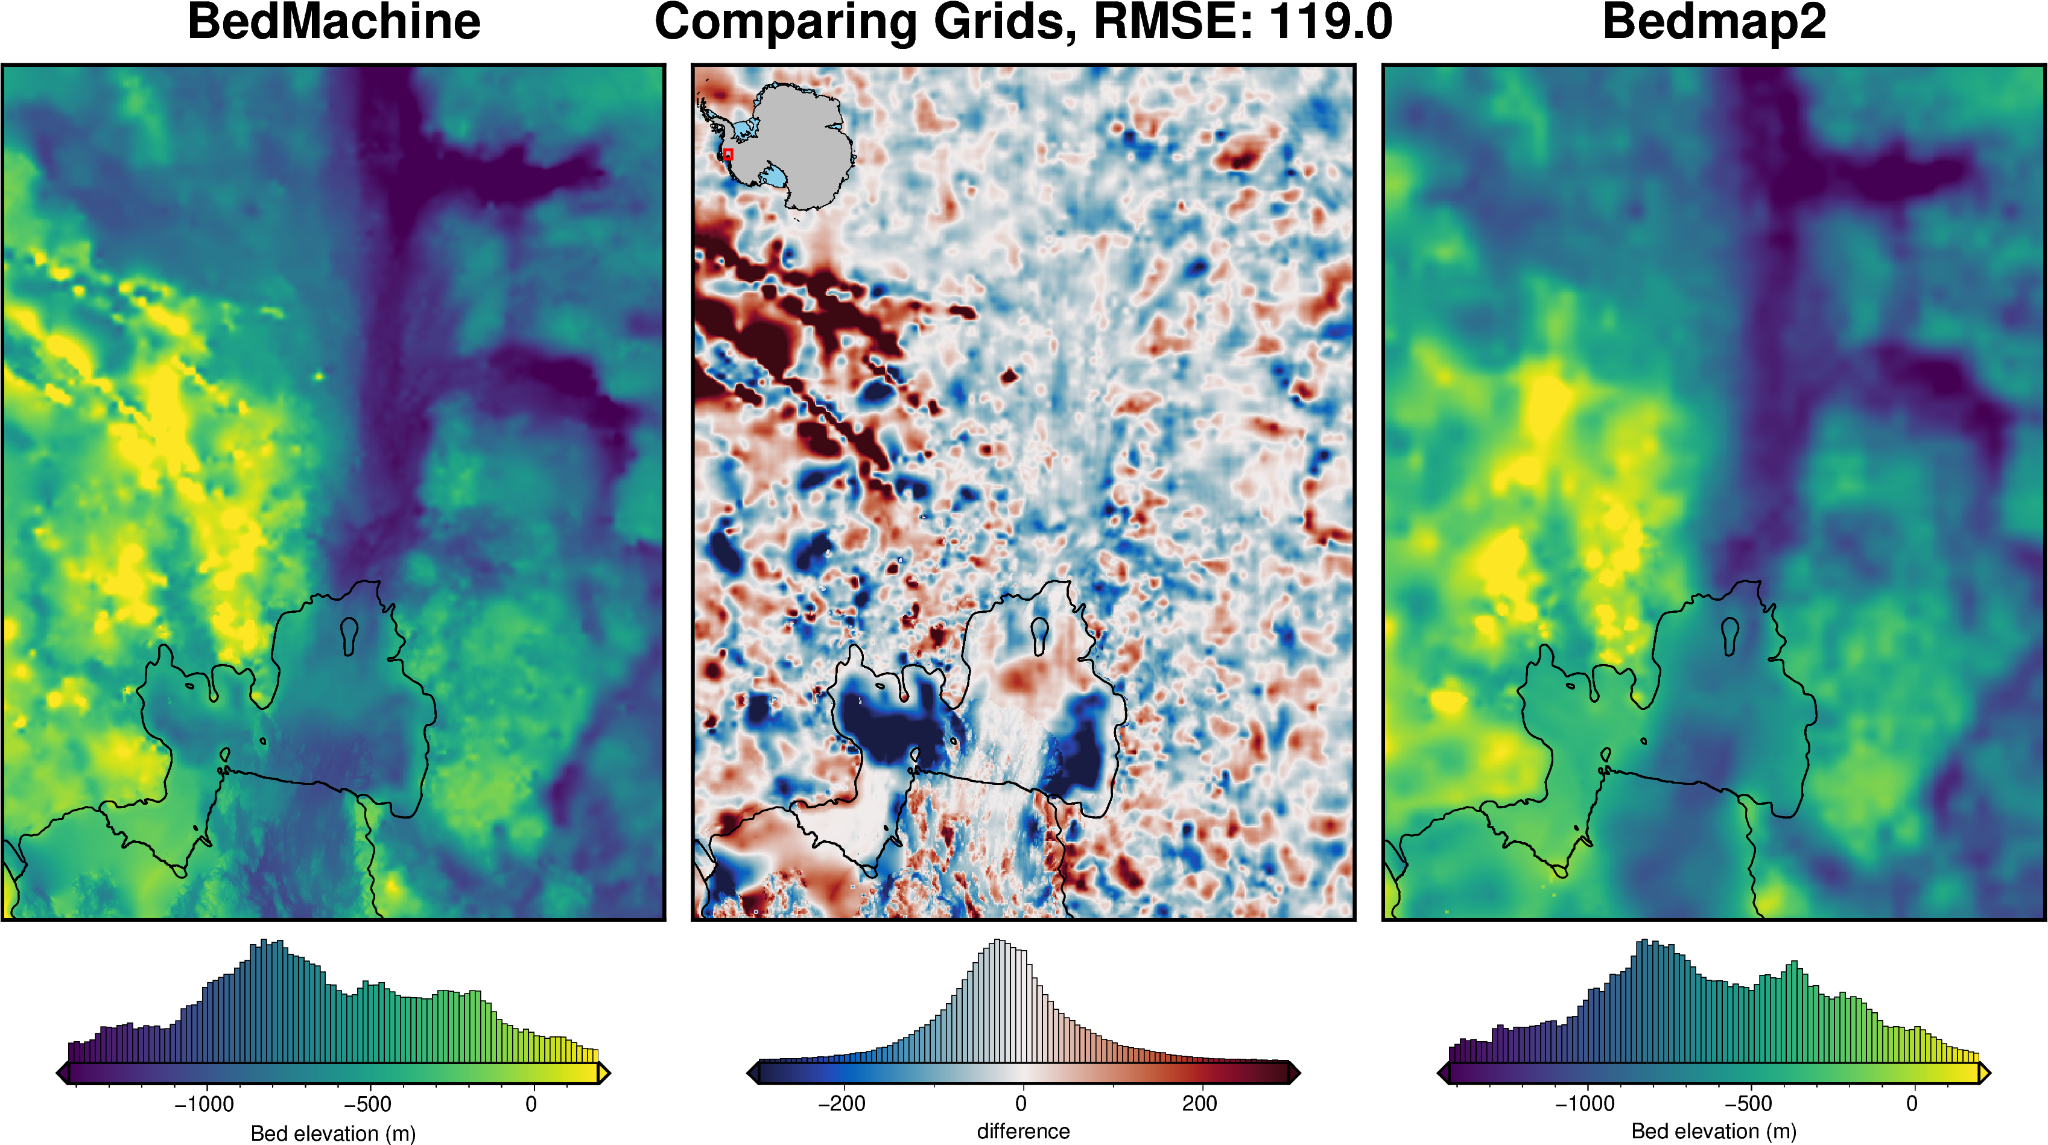 BedMachine
Comparing Grids, RMSE: 119.0
Bedmap2
−1000 −500 0
Bed elevation (m)
−200 0 200
difference
−1000 −500 0
Bed elevation (m)